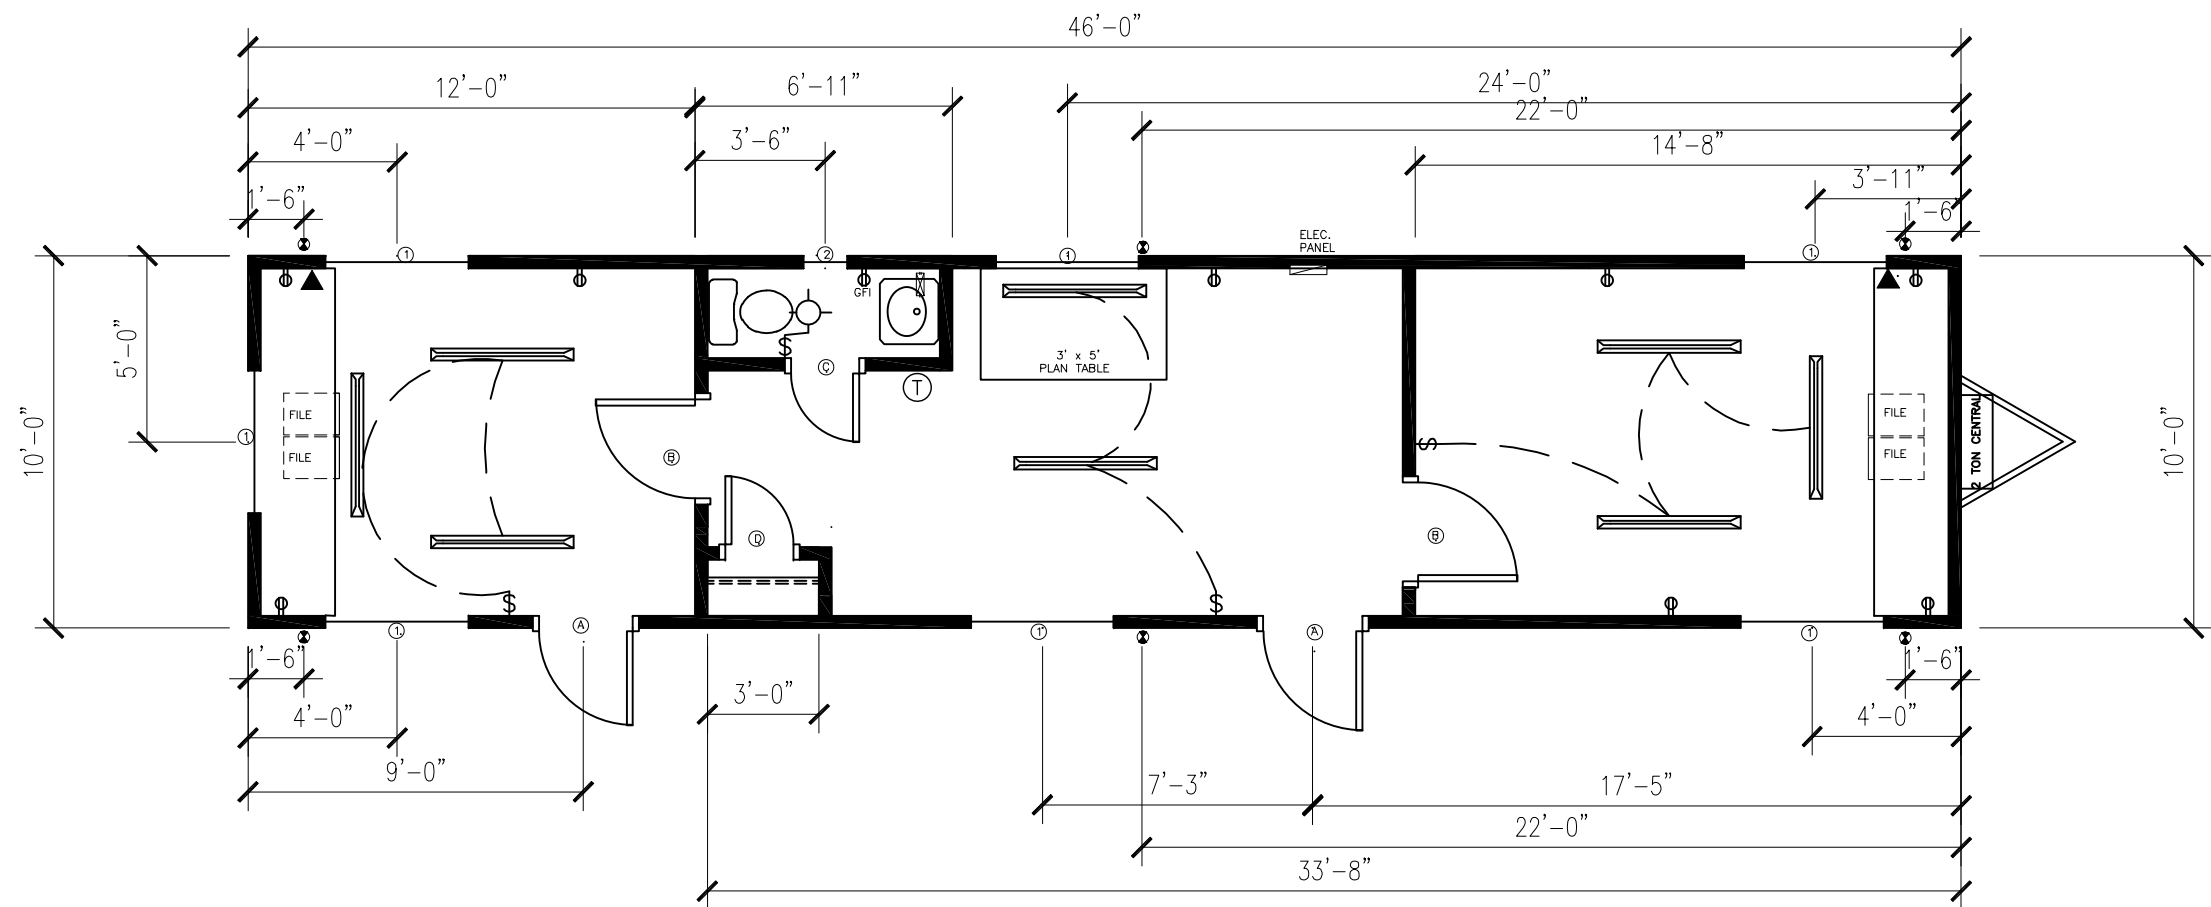 46'-0"
12'-0"
6'-11"
24'-0"
22'-0"
4'-0"
3'-6"
14'-8"
3'-11"
1'-6"
1'-6"
ELEC.
PANEL
1
2
1
1
GFI
$
3' x 5'
PLAN TABLE
C
T
5'-0"
10'-0"
FILE
FILE
1
B
$
FILE
FILE
2 TON CENTRAL
10'-0"
D
B
$
$
1
A
1
A
1
1'-6"
1'-6"
4'-0"
3'-0"
4'-0"
9'-0"
7'-3"
17'-5"
22'-0"
33'-8"